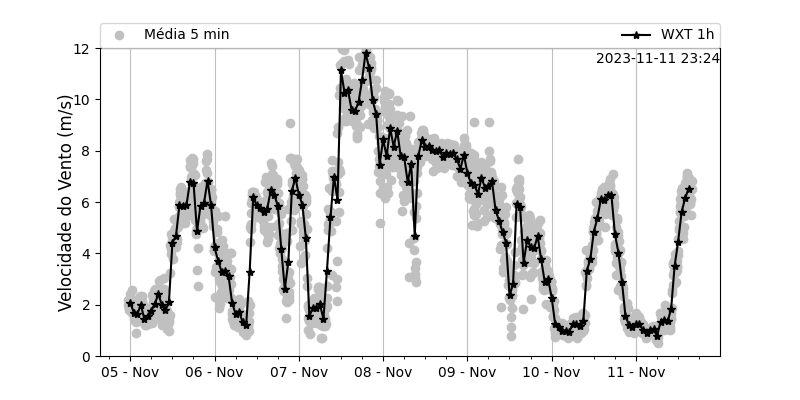 Média 5 min
WXT 1h
2023-11-11 23:24
Velocidade do Vento (m/s)
12
10
8
6
4
2
0
05 - Nov
06 - Nov
07 - Nov
08 - Nov
09 - Nov
10 - Nov
11 - Nov